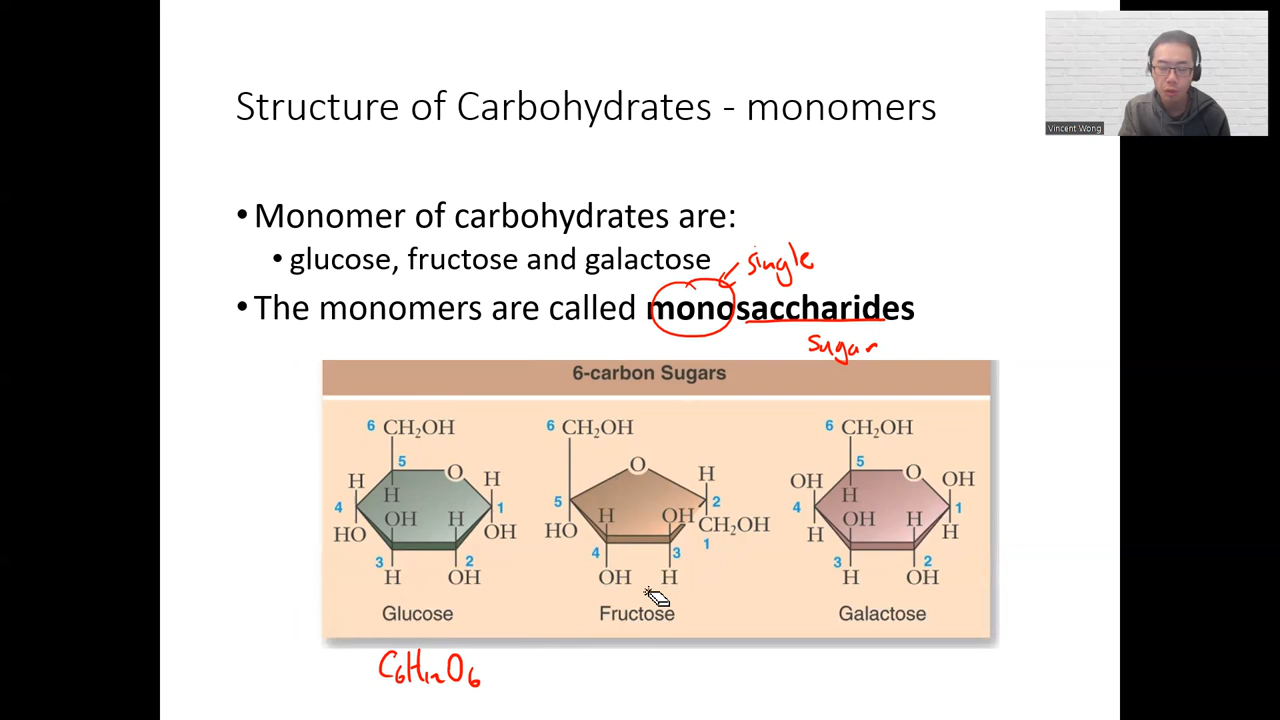 Structure of Carbohydrates - monomers
Vincent Wong
• Monomer of carbohydrates are:
• glucose, fructose and galactose
single
• The monomers are called monosaccharides
sugar
6-carbon Sugars
6 CH₂OH 6 CH₂OH 6 CH₂OH
5 O H O H 5 O
H OH OH
4 H 1 5 2 4 H 1
OH H H OH OH H
HO OH HO CH₂OH H H
3 2 4 3 1 3 2
H OH OH H H OH
Glucose Fructose Galactose
C₆H₁₂O₆